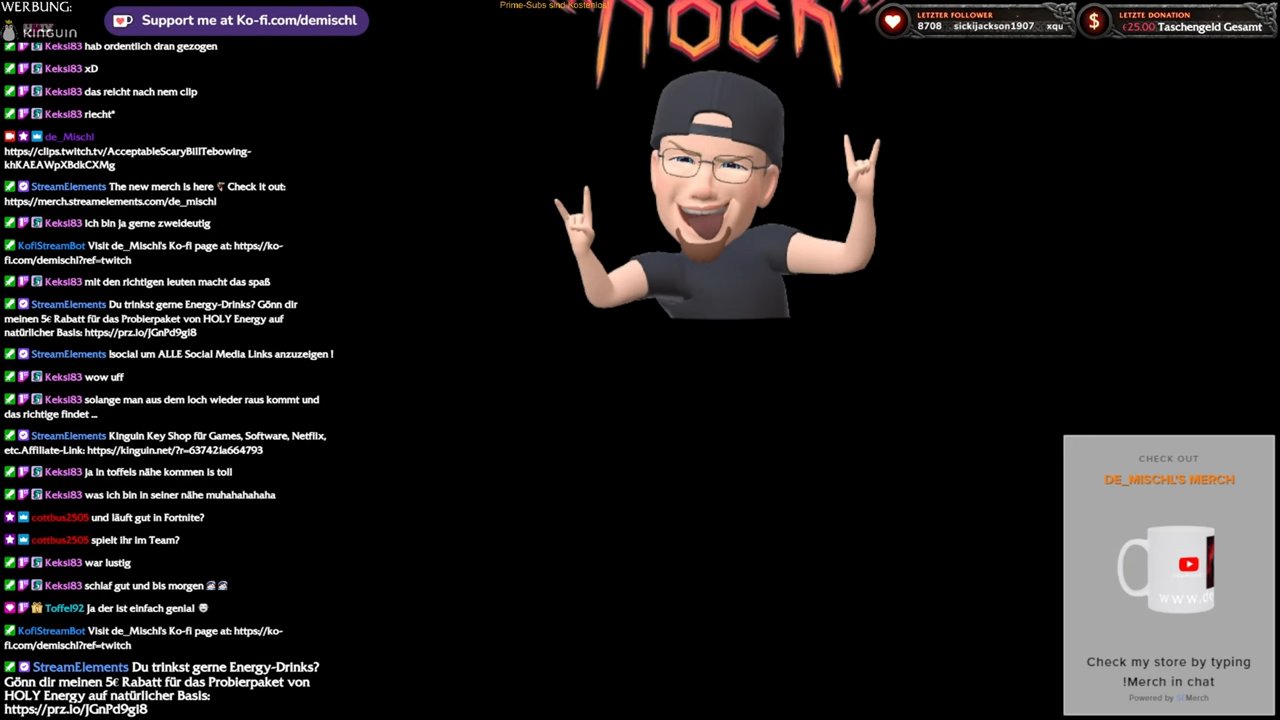 WERBUNG:
KINGUIN
Support me at Ko-fi.com/demischl
Prime-Subs sind Kostenlos!
ROCK
LETZTER FOLLOWER
8708 sickijackson1907 xqu
LETZTE DONATION
€25.00 Taschengeld Gesamt
Keksi83 hab ordentlich dran gezogen
Keksi83 xD
Keksi83 das reicht nach nem clip
Keksi83 riecht*
de_Mischl
https://clips.twitch.tv/AcceptableScaryBillTebowing-
khKAEAWpXBdkCXMg
StreamElements The new merch is here Check it out:
https://merch.streamelements.com/de_mischl
Keksi83 ich bin ja gerne zweideutig
KofiStreamBot Visit de_Mischl's Ko-fi page at: https://ko-
fi.com/demischl?ref=twitch
Keksi83 mit den richtigen leuten macht das spaß
StreamElements Du trinkst gerne Energy-Drinks? Gönn dir
meinen 5€ Rabatt für das Probierpaket von HOLY Energy auf
natürlicher Basis: https://prz.io/JGnPd9gi8
StreamElements !social um ALLE Social Media Links anzuzeigen !
Keksi83 wow uff
Keksi83 solange man aus dem loch wieder raus kommt und
das richtige findet ...
StreamElements Kinguin Key Shop für Games, Software, Netflix,
etc.Affiliate-Link: https://kinguin.net/?r=637421a664793
Keksi83 ja in toffels nähe kommen is toll
Keksi83 was ich bin in seiner nähe muhahahahaha
cottbus2505 und läuft gut in Fortnite?
cottbus2505 spielt ihr im Team?
Keksi83 war lustig
Keksi83 schlaf gut und bis morgen
Toffel92 Ja der ist einfach genial
KofiStreamBot Visit de_Mischl's Ko-fi page at: https://ko-
fi.com/demischl?ref=twitch
StreamElements Du trinkst gerne Energy-Drinks?
Gönn dir meinen 5€ Rabatt für das Probierpaket von
HOLY Energy auf natürlicher Basis:
https://prz.io/JGnPd9gi8
CHECK OUT
DE_MISCHL'S MERCH
www.de
Check my store by typing
!Merch in chat
Powered by SEMerch